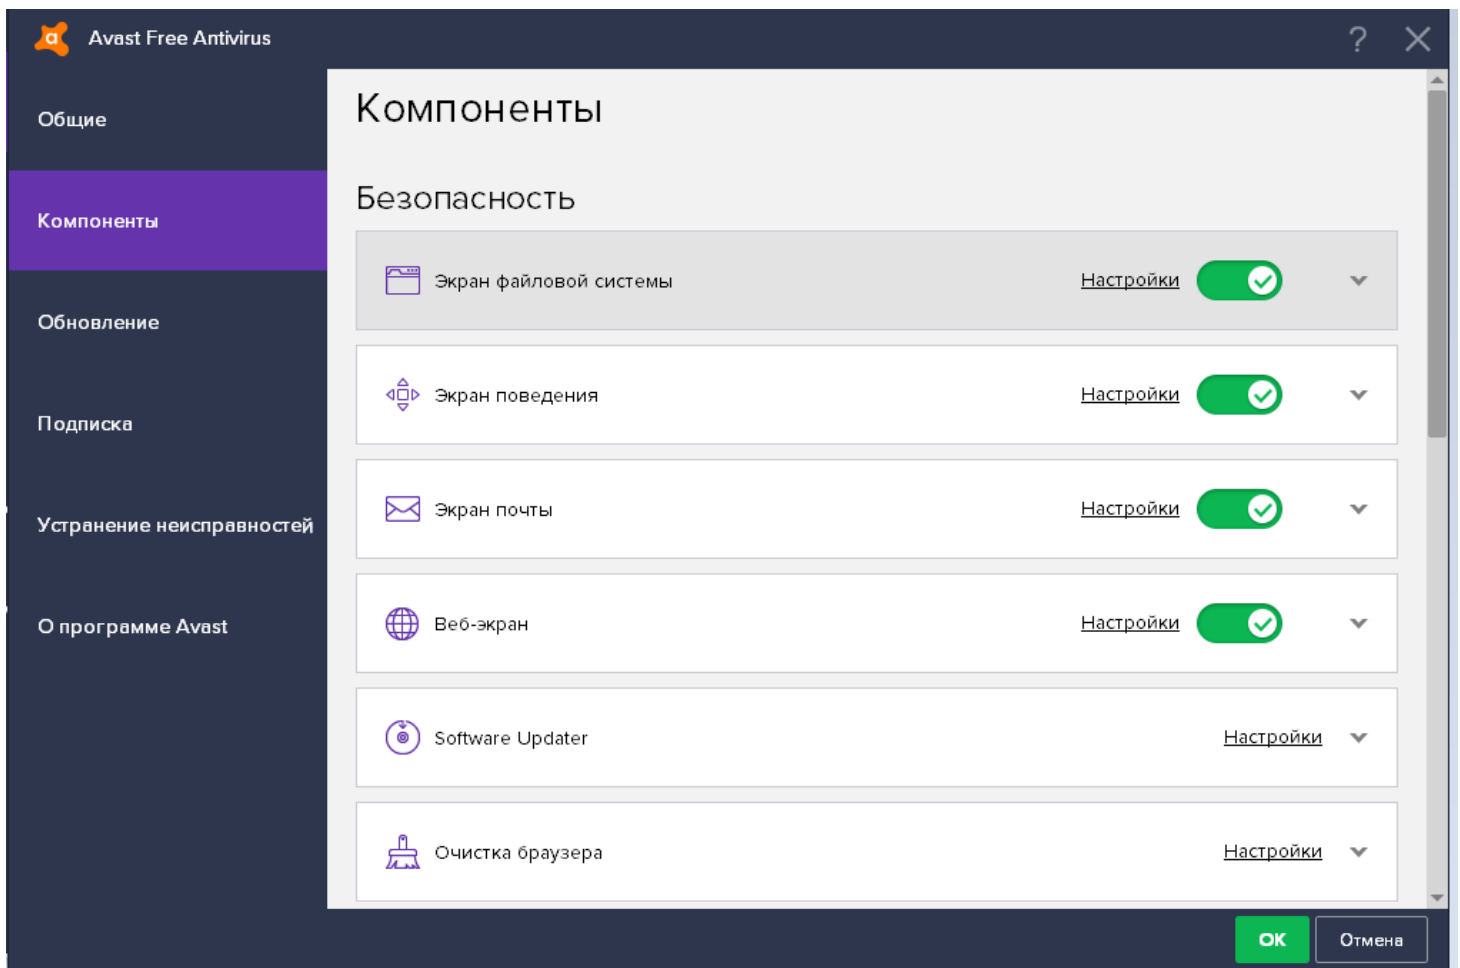 Avast Free Antivirus
?
Общие
Компоненты
Обновление
Подписка
Устранение неисправностей
О программе Avast
Компоненты
Безопасность
Экран файловой системы Настройки
Экран поведения Настройки
Экран почты Настройки
Веб-экран Настройки
Software Updater Настройки
Очистка браузера Настройки
ОК Отмена